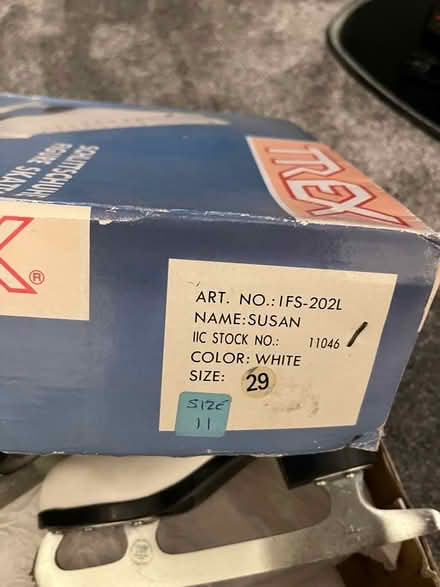 TREX
X®
ART. NO.: IFS-202L
NAME:SUSAN
IIC STOCK NO.: 11046 /
COLOR: WHITE
SIZE: 29
SIZE
11